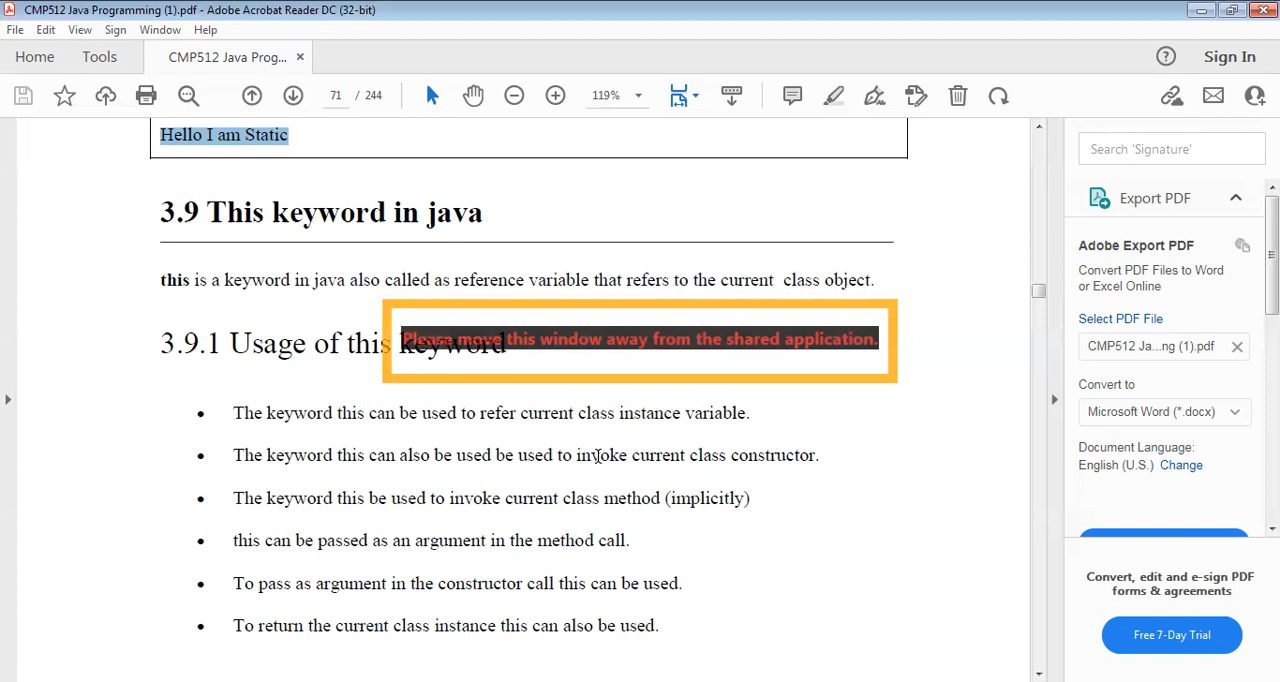 CMP512 Java Programming (1).pdf - Adobe Acrobat Reader DC (32-bit)
File Edit View Sign Window Help
Home Tools CMP512 Java Prog... × Sign In
71 / 244 119%
Hello I am Static
3.9 This keyword in java
this is a keyword in java also called as reference variable that refers to the current class object.
3.9.1 Usage of this keyword
Please move this window away from the shared application.
• The keyword this can be used to refer current class instance variable.
• The keyword this can also be used be used to invoke current class constructor.
• The keyword this be used to invoke current class method (implicitly)
• this can be passed as an argument in the method call.
• To pass as argument in the constructor call this can be used.
• To return the current class instance this can also be used.
Search 'Signature'
Export PDF
Adobe Export PDF
Convert PDF Files to Word
or Excel Online
Select PDF File
CMP512 Ja...ng (1).pdf
Convert to
Microsoft Word (*.docx)
Document Language:
English (U.S.) Change
Convert, edit and e-sign PDF
forms & agreements
Free 7-Day Trial